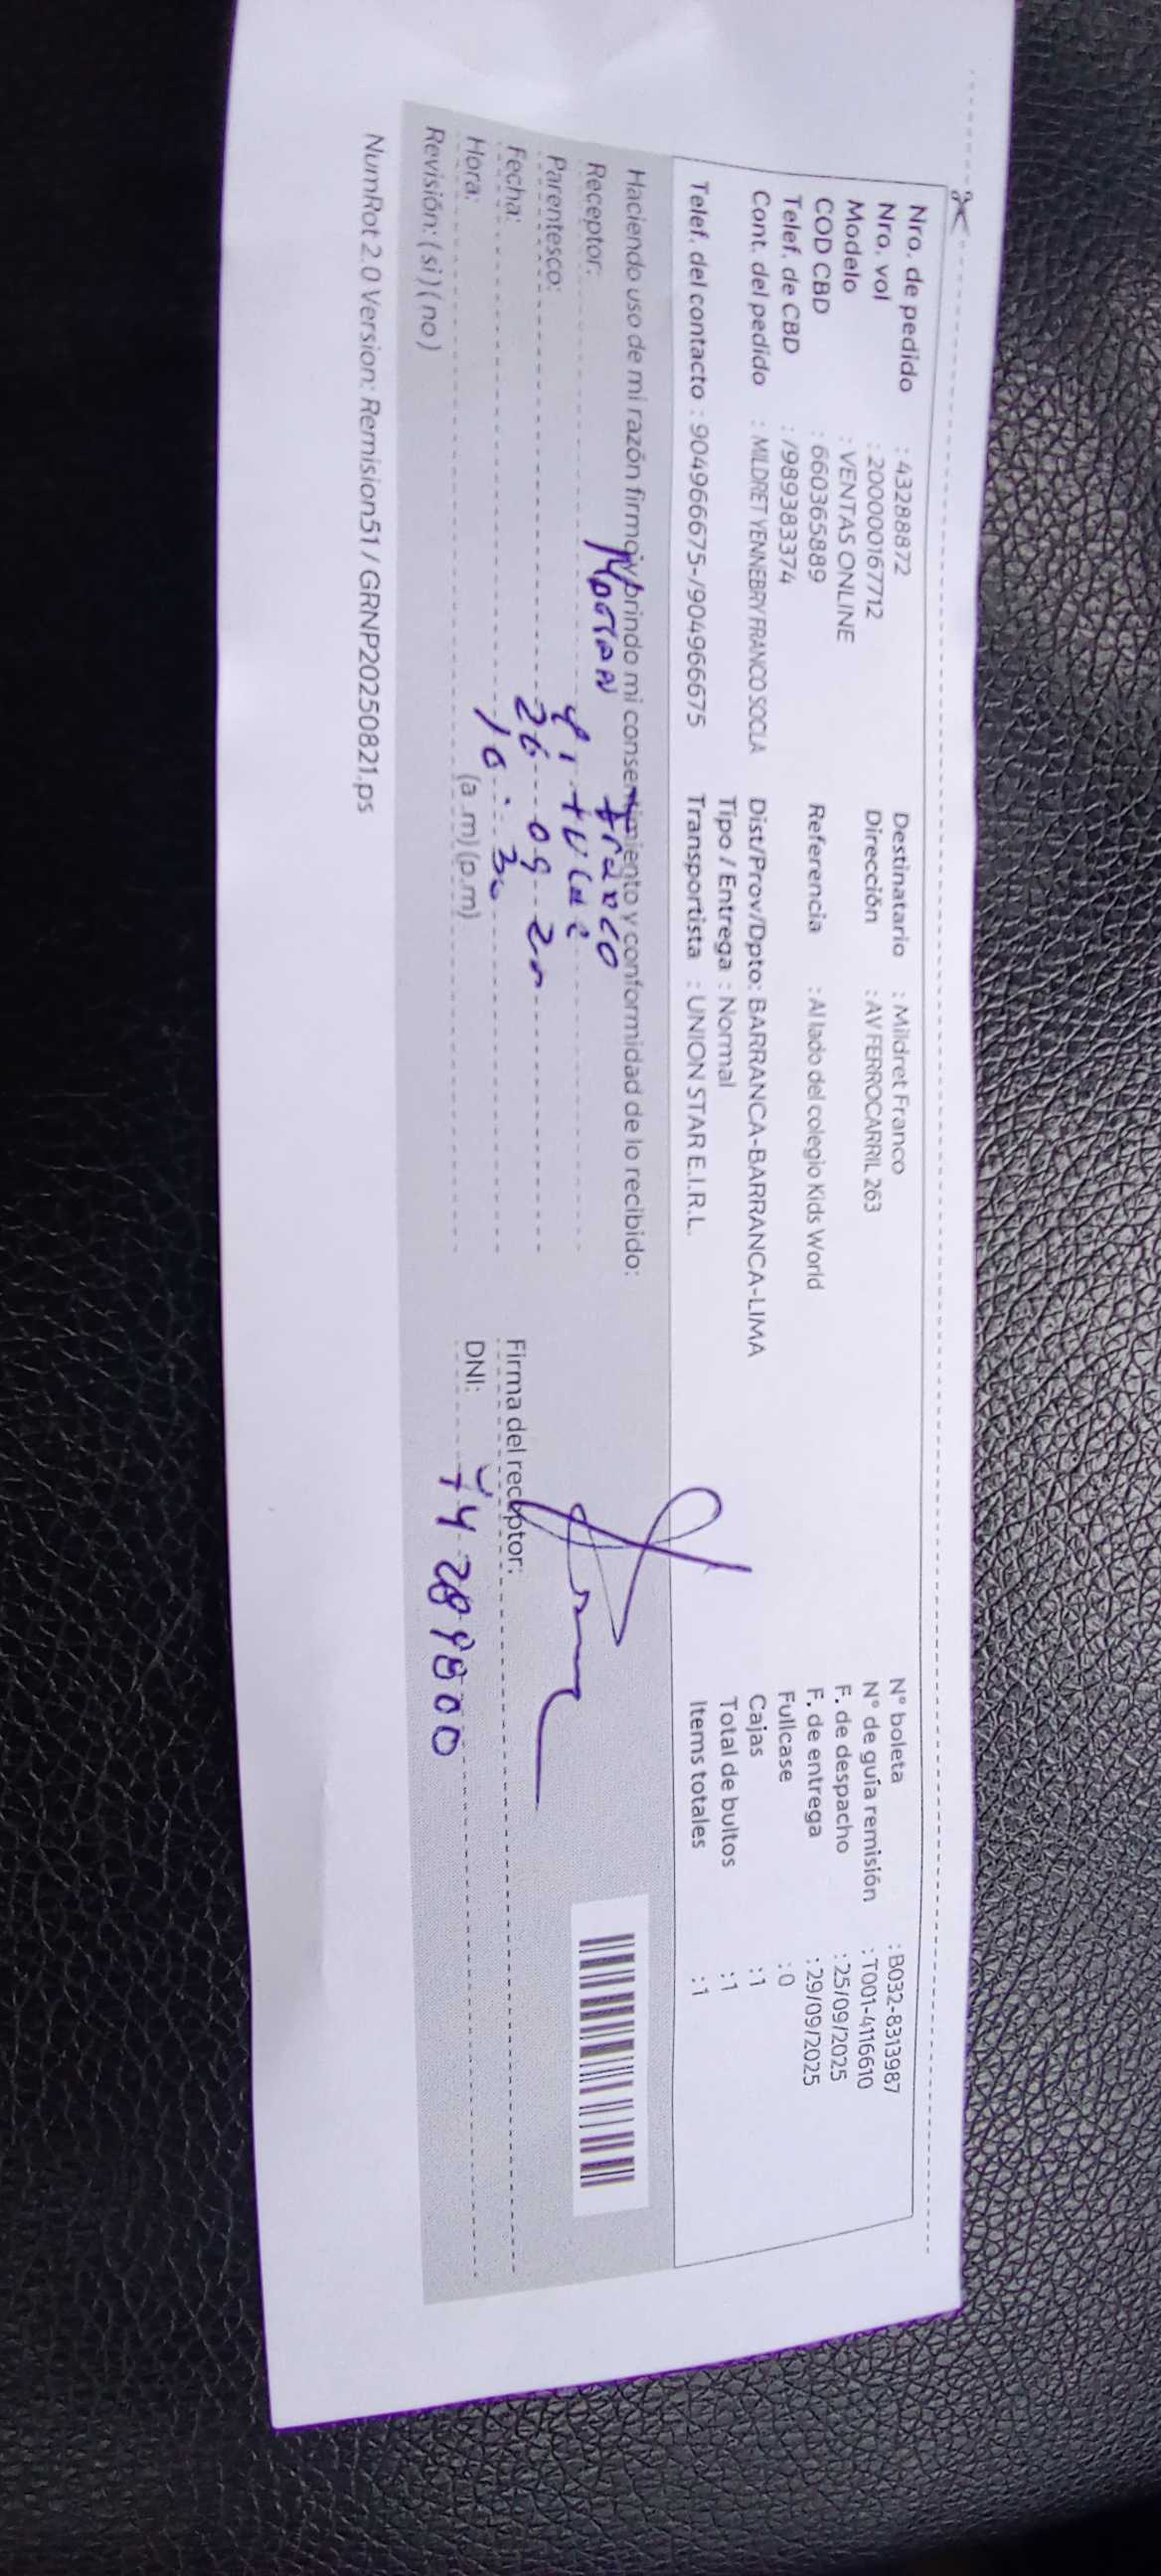 Nro. de pedido : 43288872
Nro. vol : 200000167712
Modelo : VENTAS ONLINE
COD CBD : 660365889
Telef. de CBD : /989383374
Cont. del pedido : MILDRET YENNEBRY FRANCO SOCLA
Telef. del contacto : 904966675-/904966675
Destinatario : Mildret Franco
Dirección : AV FERROCARRIL 263
Referencia : Al lado del colegio Kids World
Dist/Prov/Dpto: BARRANCA-BARRANCA-LIMA
Tipo / Entrega : Normal
Transportista : UNION STAR E.I.R.L.
N° boleta : B032-8313987
N° de guía remisión : T001-4116610
F. de despacho : 25/09/2025
F. de entrega : 29/09/2025
Fullcase : 0
Cajas : 1
Total de bultos : 1
Items totales : 1
Haciendo uso de mi razón firmo y brindo mi consentimiento y conformidad de lo recibido:
Receptor: Franco
Parentesco:
Fecha: 26 09
Hora: 10:30 (a.m) (p.m)
Revisión: (si) (no)
Firma del receptor:
DNI:
NumRot 2.0 Version: Remision51 / GRNP20250821.ps